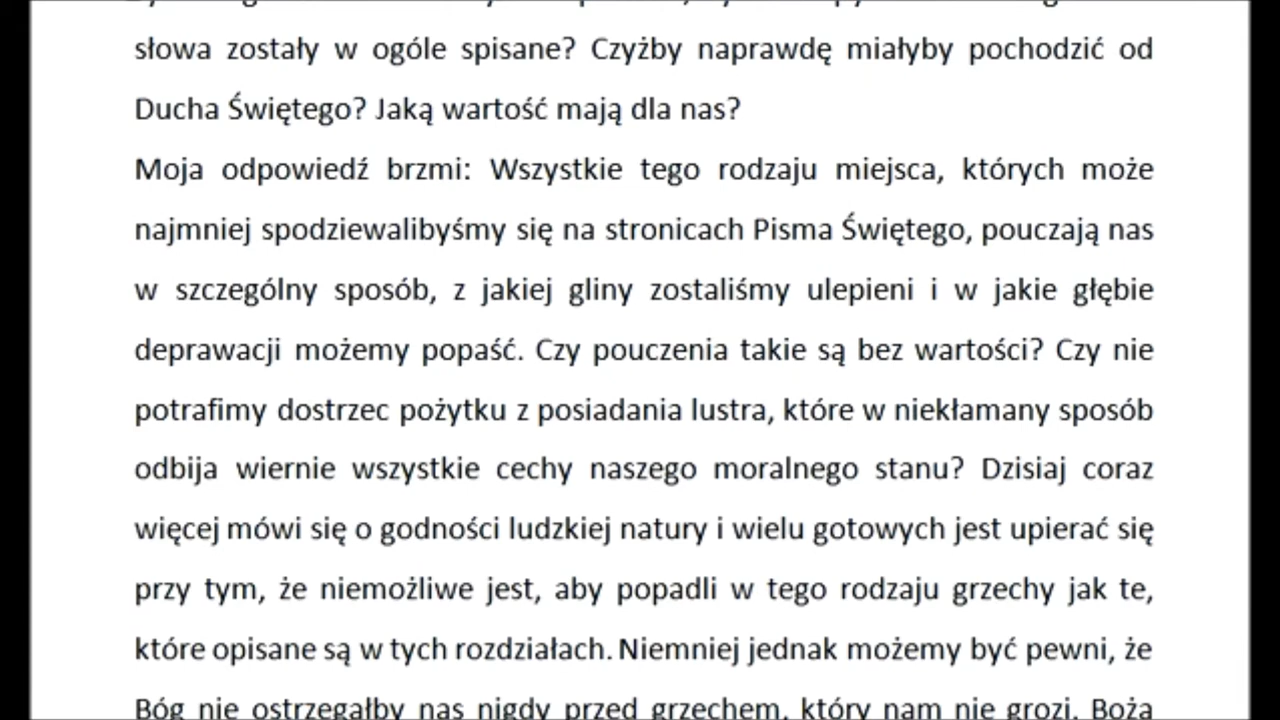 słowa zostały w ogóle spisane? Czyżby naprawdę miałyby pochodzić od
Ducha Świętego? Jaką wartość mają dla nas?
Moja odpowiedź brzmi: Wszystkie tego rodzaju miejsca, których może
najmniej spodziewalibyśmy się na stronicach Pisma Świętego, pouczają nas
w szczególny sposób, z jakiej gliny zostaliśmy ulepieni i w jakie głębie
deprawacji możemy popaść. Czy pouczenia takie są bez wartości? Czy nie
potrafimy dostrzec pożytku z posiadania lustra, które w niekłamany sposób
odbija wiernie wszystkie cechy naszego moralnego stanu? Dzisiaj coraz
więcej mówi się o godności ludzkiej natury i wielu gotowych jest upierać się
przy tym, że niemożliwe jest, aby popadli w tego rodzaju grzechy jak te,
które opisane są w tych rozdziałach. Niemniej jednak możemy być pewni, że
Bóg nie ostrzegałby nas nigdy przed grzechem, który nam nie grozi. Boża